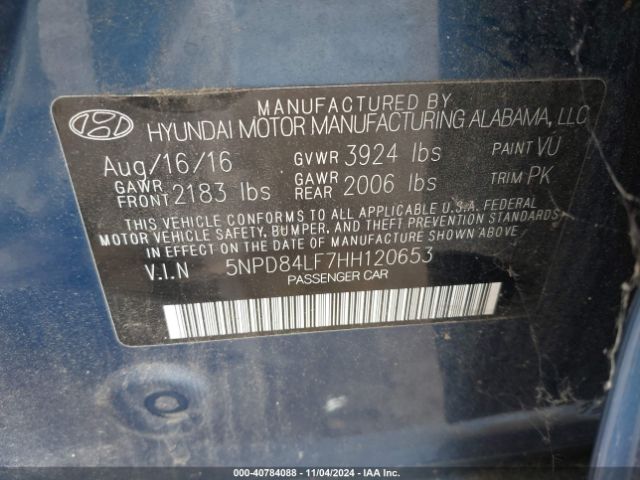 MANUFACTURED BY
HYUNDAI MOTOR MANUFACTURING ALABAMA, LLC
Aug/16/16 GVWR 3924 lbs PAINT VU
GAWR FRONT 2183 lbs GAWR REAR 2006 lbs TRIM PK
THIS VEHICLE CONFORMS TO ALL APPLICABLE U.S.A. FEDERAL
MOTOR VEHICLE SAFETY, BUMPER, AND THEFT PREVENTION STANDARDS
IN EFFECT ON THE DATE OF MANUFACTURE SHOWN ABOVE.
V.I.N 5NPD84LF7HH120653
PASSENGER CAR
000-40784088 - 11/04/2024 - IAA Inc.